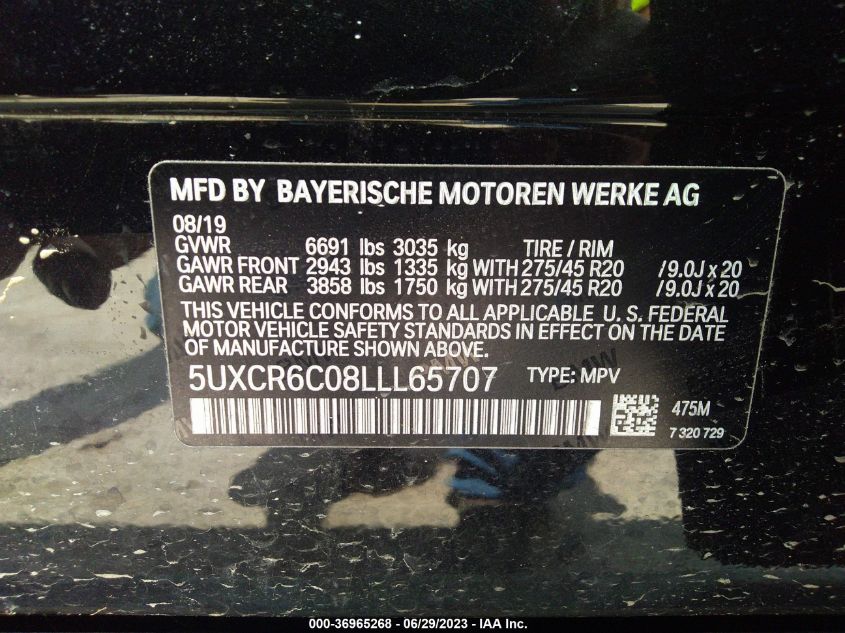 MFD BY BAYERISCHE MOTOREN WERKE AG
08/19
GVWR 6691 lbs 3035 kg TIRE / RIM
GAWR FRONT 2943 lbs 1335 kg WITH 275/45 R20 /9.0J x 20
GAWR REAR 3858 lbs 1750 kg WITH 275/45 R20 /9.0J x 20
THIS VEHICLE CONFORMS TO ALL APPLICABLE U. S. FEDERAL
MOTOR VEHICLE SAFETY STANDARDS IN EFFECT ON THE DATE
OF MANUFACTURE SHOWN ABOVE.
5UXCR6C08LLL65707 TYPE: MPV
475M
7 320 729
000-36965268 - 06/29/2023 - IAA Inc.